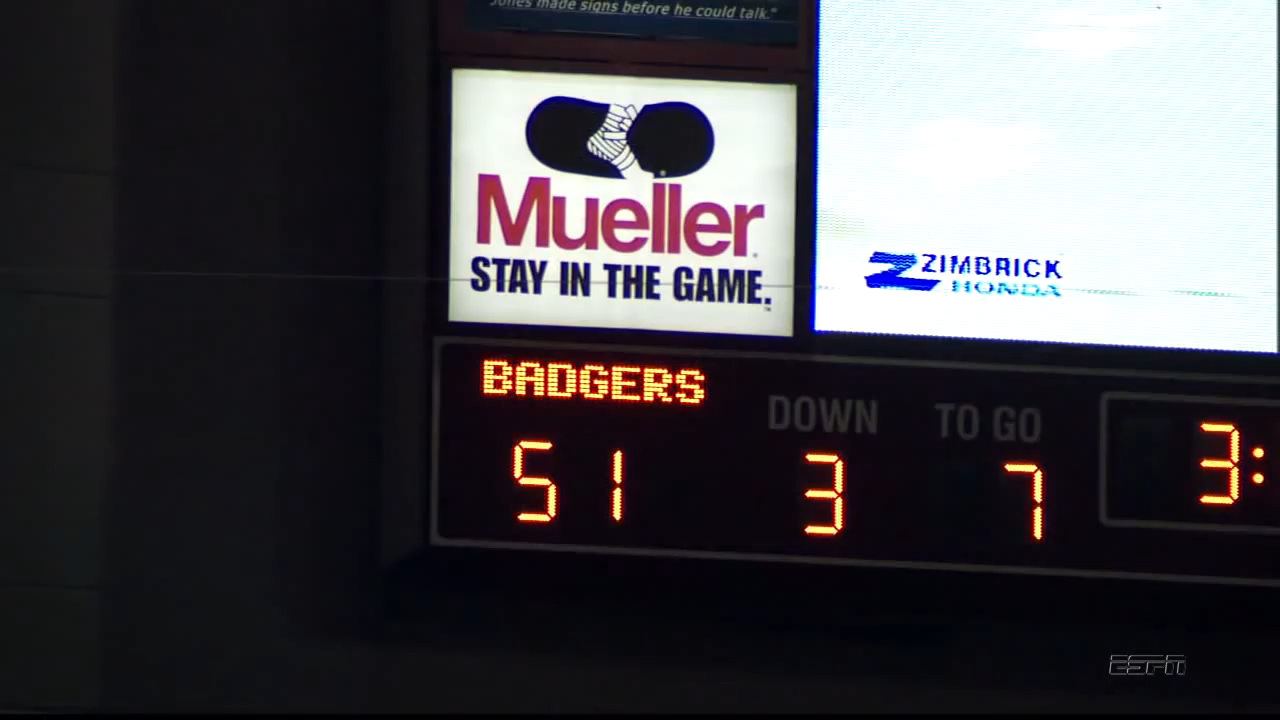 Jones made signs before he could talk."
Mueller
STAY IN THE GAME.
ZIMBRICK
HONDA
BADGERS
DOWN
TO GO
51
3
7
3:
ESFN